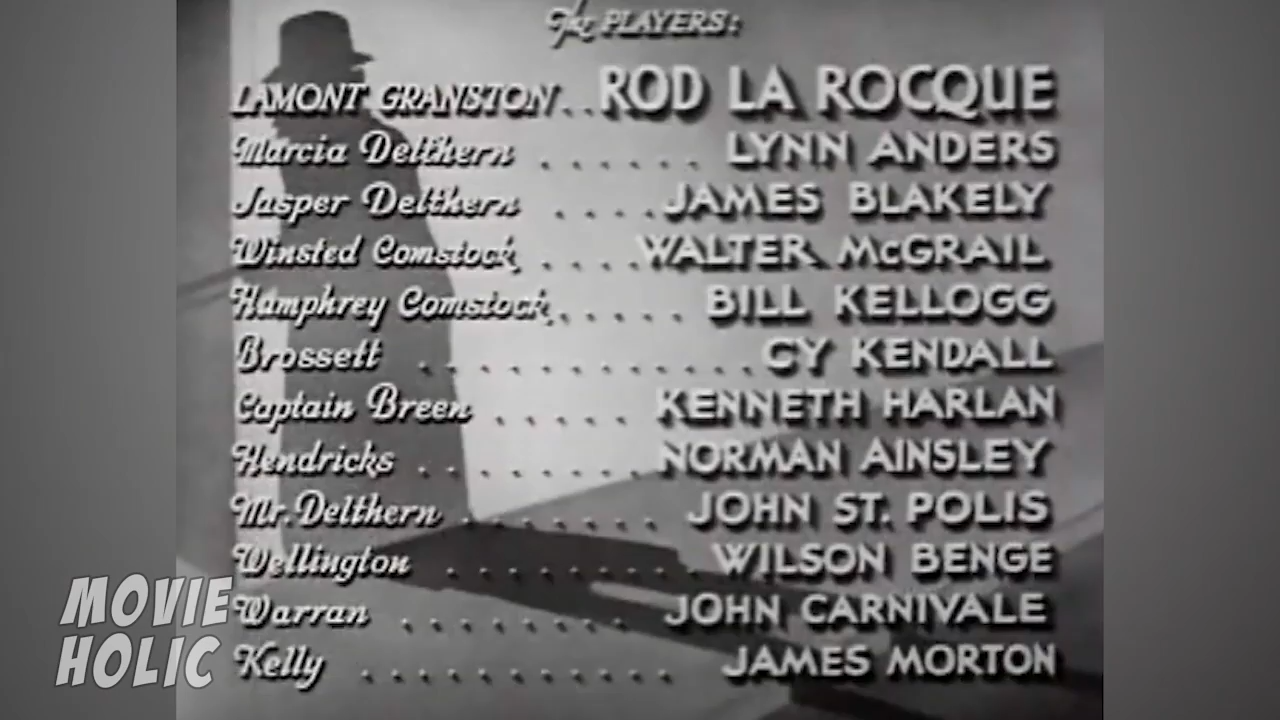 The PLAYERS:
LAMONT GRANSTON . . ROD LA ROCQUE
Marcia Delthern . . . . . . LYNN ANDERS
Jasper Delthern . . . . JAMES BLAKELY
Winsted Comstock . . . . WALTER McGRAIL
Humphrey Comstock . . . . . . BILL KELLOGG
Brossett . . . . . . . . . . . . CY KENDALL
Captain Breen . . . . . KENNETH HARLAN
Hendricks . . . . . . . . NORMAN AINSLEY
Mr. Delthern . . . . . . . JOHN ST. POLIS
Wellington . . . . . . . . . WILSON BENGE
Warran . . . . . . . . JOHN CARNIVALE
Kelly . . . . . . . . . . . JAMES MORTON
MOVIE
HOLIC